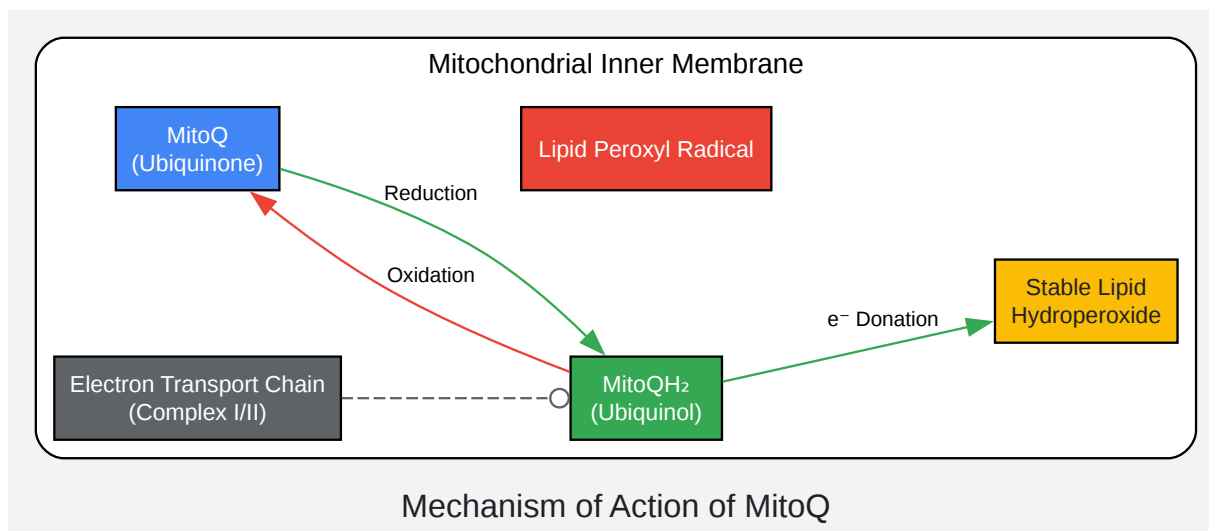 Mitochondrial Inner Membrane
MitoQ
(Ubiquinone)
Lipid Peroxyl Radical
Reduction
Oxidation
Stable Lipid
Hydroperoxide
e⁻ Donation
Electron Transport Chain
(Complex I/II)
MitoQH₂
(Ubiquinol)
Mechanism of Action of MitoQ